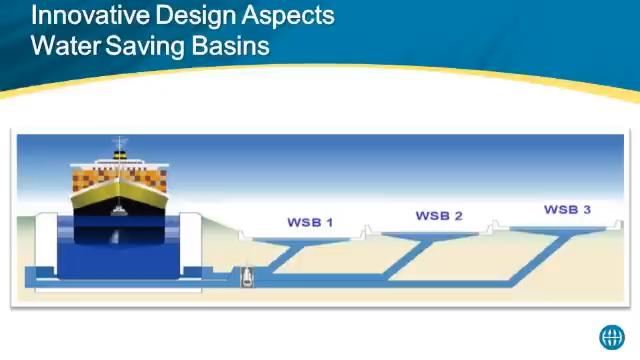 Innovative Design Aspects
Water Saving Basins
WSB 1
WSB 2
WSB 3